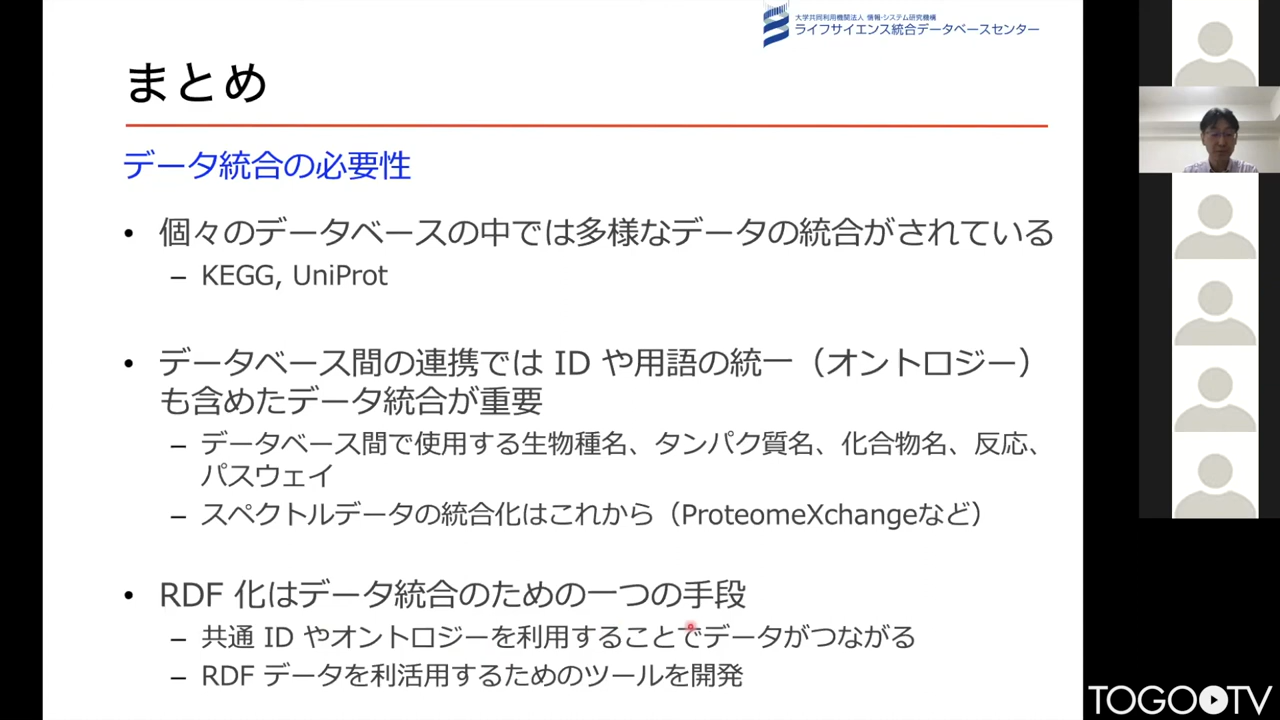 大学共同利用機関法人 情報・システム研究機構
ライフサイエンス統合データベースセンター
まとめ
データ統合の必要性
• 個々のデータベースの中では多様なデータの統合がされている
– KEGG, UniProt
• データベース間の連携では ID や用語の統一（オントロジー）
も含めたデータ統合が重要
– データベース間で使用する生物種名、タンパク質名、化合物名、反応、
パスウェイ
– スペクトルデータの統合化はこれから（ProteomeXchangeなど）
• RDF 化はデータ統合のための一つの手段
– 共通 ID やオントロジーを利用することでデータがつながる
– RDF データを利活用するためのツールを開発
TOGO TV